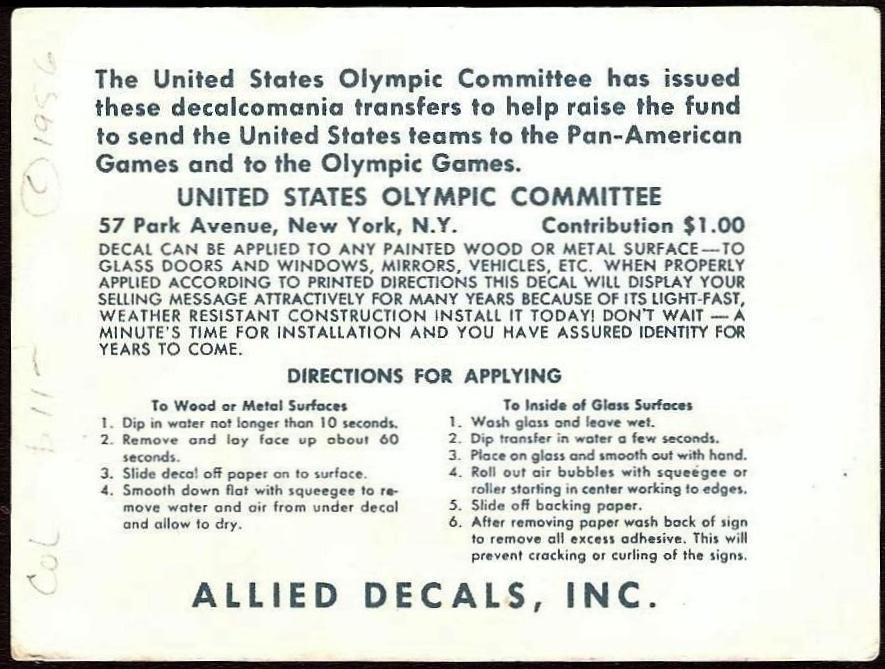 The United States Olympic Committee has issued
these decalcomania transfers to help raise the fund
to send the United States teams to the Pan-American
Games and to the Olympic Games.
UNITED STATES OLYMPIC COMMITTEE
57 Park Avenue, New York, N.Y. Contribution $1.00
DECAL CAN BE APPLIED TO ANY PAINTED WOOD OR METAL SURFACE—TO
GLASS DOORS AND WINDOWS, MIRRORS, VEHICLES, ETC. WHEN PROPERLY
APPLIED ACCORDING TO PRINTED DIRECTIONS THIS DECAL WILL DISPLAY YOUR
SELLING MESSAGE ATTRACTIVELY FOR MANY YEARS BECAUSE OF ITS LIGHT-FAST,
WEATHER RESISTANT CONSTRUCTION INSTALL IT TODAY! DON'T WAIT — A
MINUTE'S TIME FOR INSTALLATION AND YOU HAVE ASSURED IDENTITY FOR
YEARS TO COME.
DIRECTIONS FOR APPLYING
To Wood or Metal Surfaces
1. Dip in water not longer than 10 seconds.
2. Remove and lay face up about 60
seconds.
3. Slide decal off paper on to surface.
4. Smooth down flat with squeegee to re-
move water and air from under decal
and allow to dry.
To Inside of Glass Surfaces
1. Wash glass and leave wet.
2. Dip transfer in water a few seconds.
3. Place on glass and smooth out with hand.
4. Roll out air bubbles with squeegee or
roller starting in center working to edges.
5. Slide off backing paper.
6. After removing paper wash back of sign
to remove all excess adhesive. This will
prevent cracking or curling of the signs.
ALLIED DECALS, INC.
© 1956